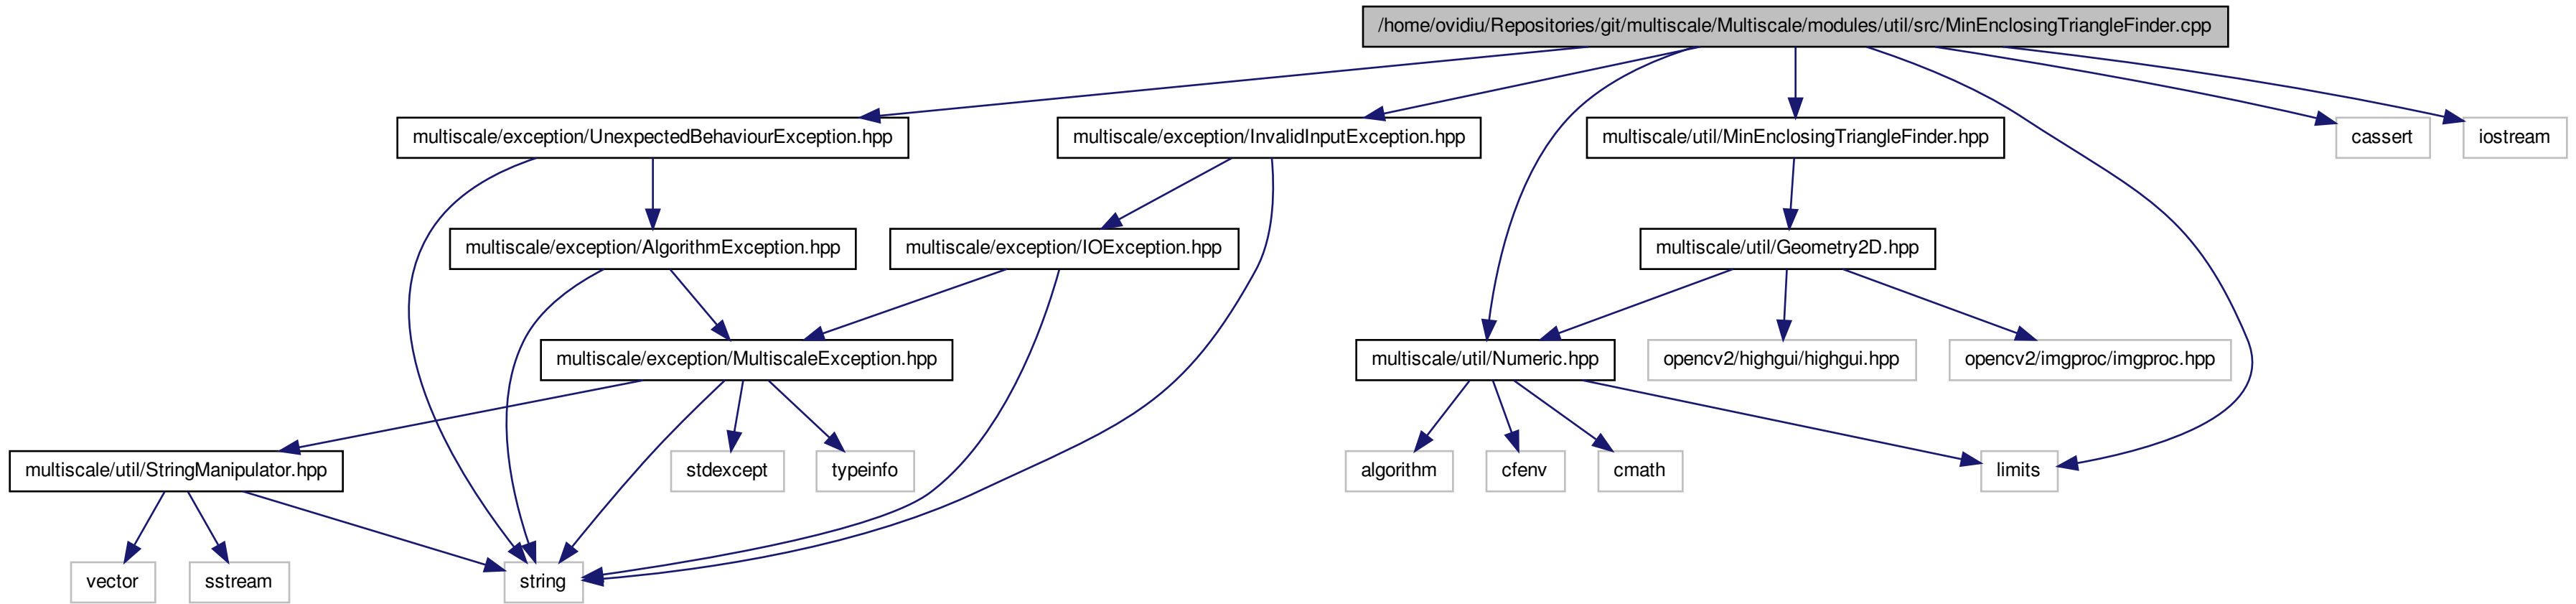 /home/ovidiu/Repositories/git/multiscale/Multiscale/modules/util/src/MinEnclosingTriangleFinder.cpp
multiscale/exception/UnexpectedBehaviourException.hpp
multiscale/exception/InvalidInputException.hpp
multiscale/util/MinEnclosingTriangleFinder.hpp
cassert
iostream
multiscale/exception/AlgorithmException.hpp
multiscale/exception/IOException.hpp
multiscale/util/Geometry2D.hpp
multiscale/exception/MultiscaleException.hpp
multiscale/util/Numeric.hpp
opencv2/highgui/highgui.hpp
opencv2/imgproc/imgproc.hpp
multiscale/util/StringManipulator.hpp
stdexcept
typeinfo
algorithm
cfenv
cmath
limits
vector
sstream
string